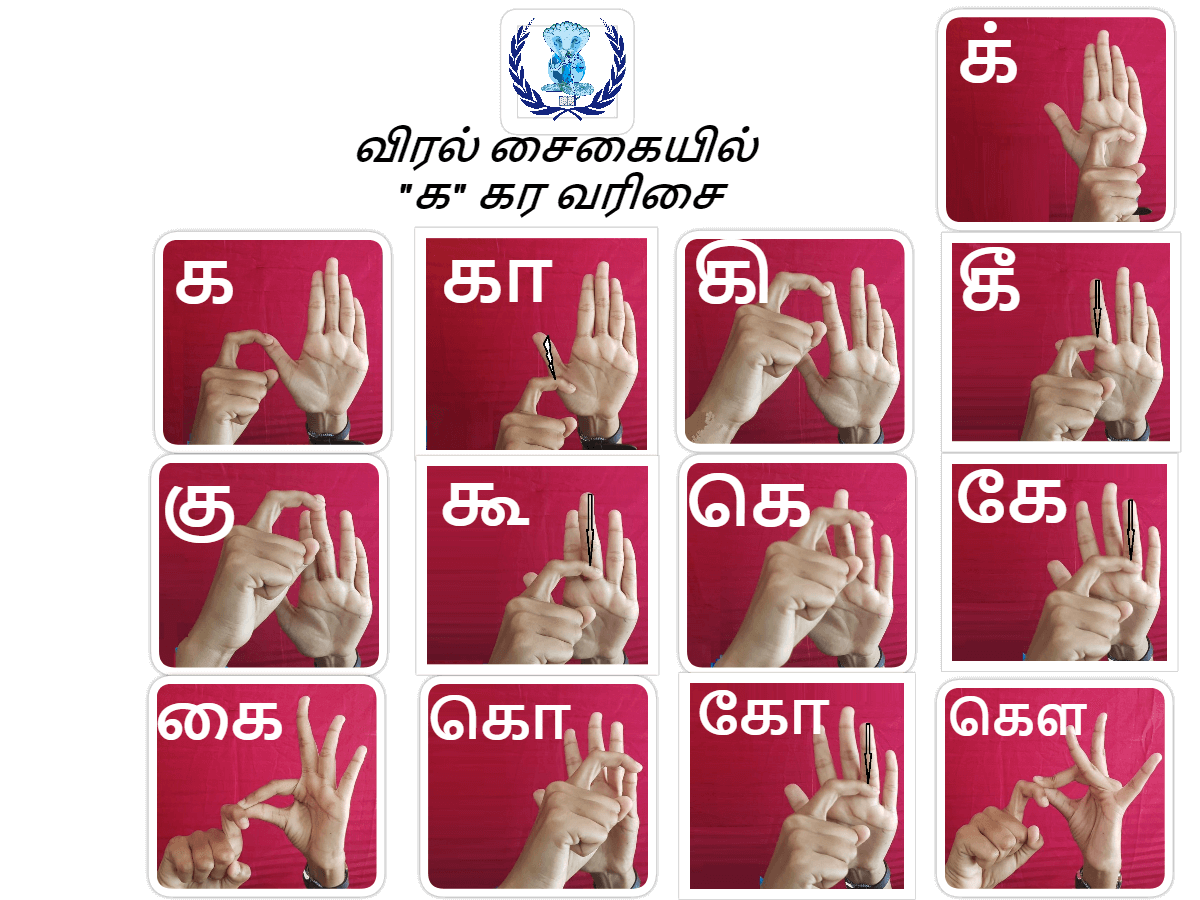 விரல் சைகையில்
"க" கர வரிசை
க்
க
கா
கி
கீ
கு
கூ
கெ
கே
கை
கொ
கோ
கௌ